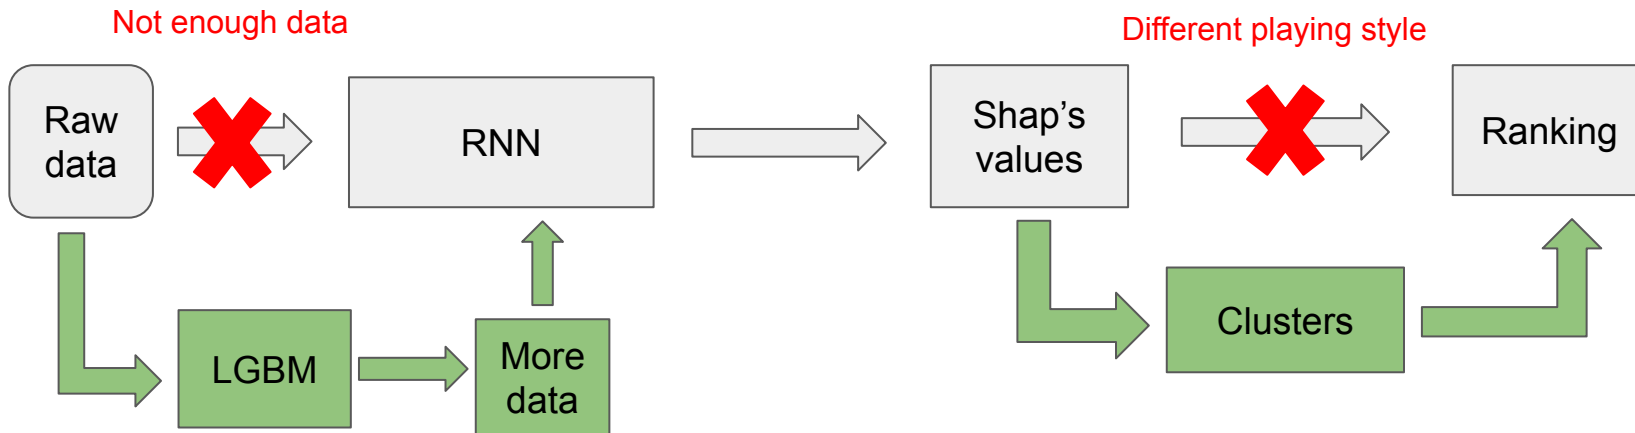 Not enough data
Different playing style
Raw
data
RNN
Shap's
values
Ranking
LGBM
More
data
Clusters